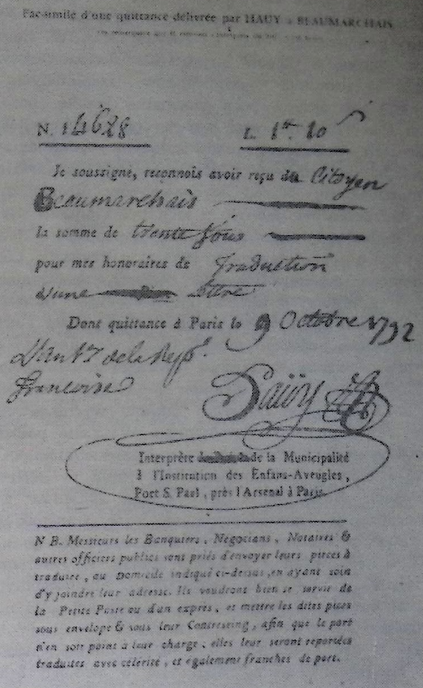 Fac-similé d'une quittance délivrée par HAUY à BEAUMARCHAIS
N. 14628 L. 1tt 10s
Je soussigné, reconnois avoir reçu du Citoyen
Beaumarchais
la somme de trente sous
pour mes honoraires de traduction
d'une lettre
Dont quittance à Paris le 9 Octobre 1792
L'an 1er de la Rép.
Françoise
Haüy
Interprète de la Municipalité
à l'Institution des Enfans-Aveugles,
Port S. Paul, près l'Arsenal à Paris.
N B. Messieurs les Banquiers, Négocians, Notaires &
autres officiers publics sont priés d'envoyer leurs pièces à
traduire, au Domicile indiqué ci-dessus, en ayant soin
d'y joindre leur adresse. Ils voudront bien se servir de
la Petite Poste ou d'un exprès, et mettre les dites pièces
sous envelope & sous leur Contreseing, afin que le port
n'en soit point à leur charge, elles leur seront reportées
traduites avec célérité, et également franches de port.